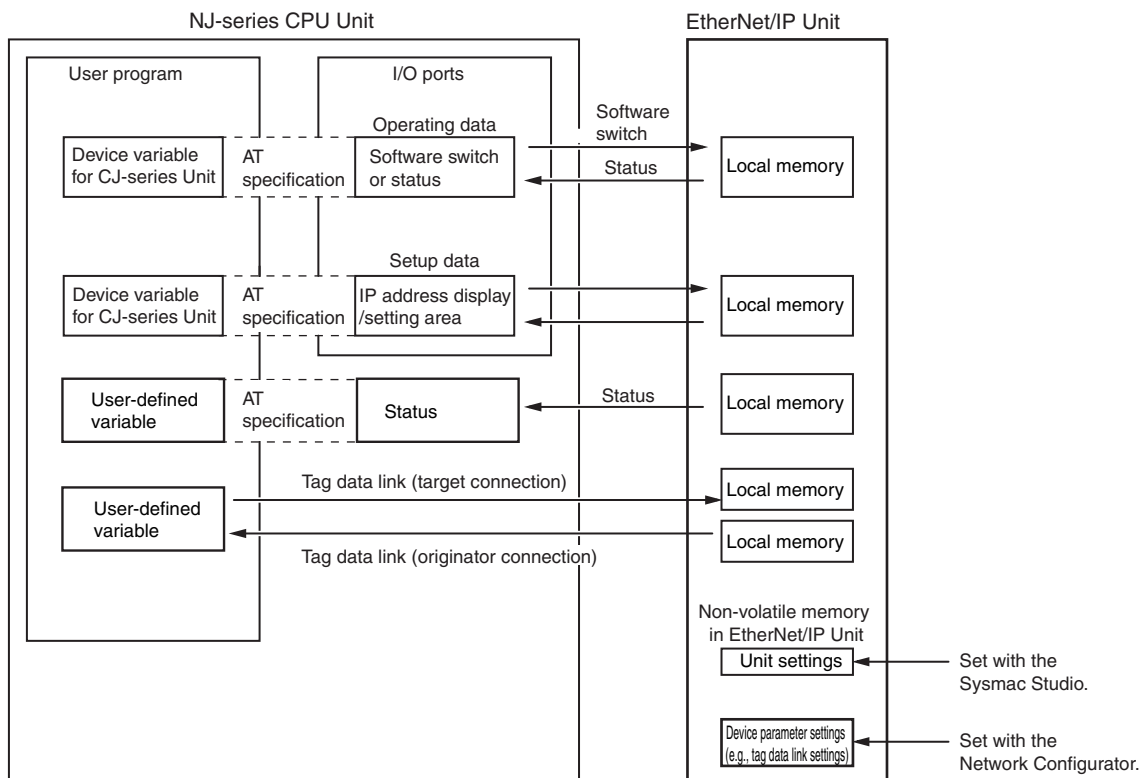 NJ-series CPU Unit
EtherNet/IP Unit
User program
I/O ports
Operating data
Software
switch
Device variable
for CJ-series Unit
AT
specification
Software switch
or status
Status
Local memory
Setup data
Device variable
for CJ-series Unit
AT
specification
IP address display
/setting area
Local memory
User-defined
variable
AT
specification
Status
Status
Local memory
Tag data link (target connection)
User-defined
variable
Local memory
Local memory
Tag data link (originator connection)
Non-volatile memory
in EtherNet/IP Unit
Unit settings
Set with the
Sysmac Studio.
Device parameter settings
(e.g., tag data link settings)
Set with the
Network Configurator.